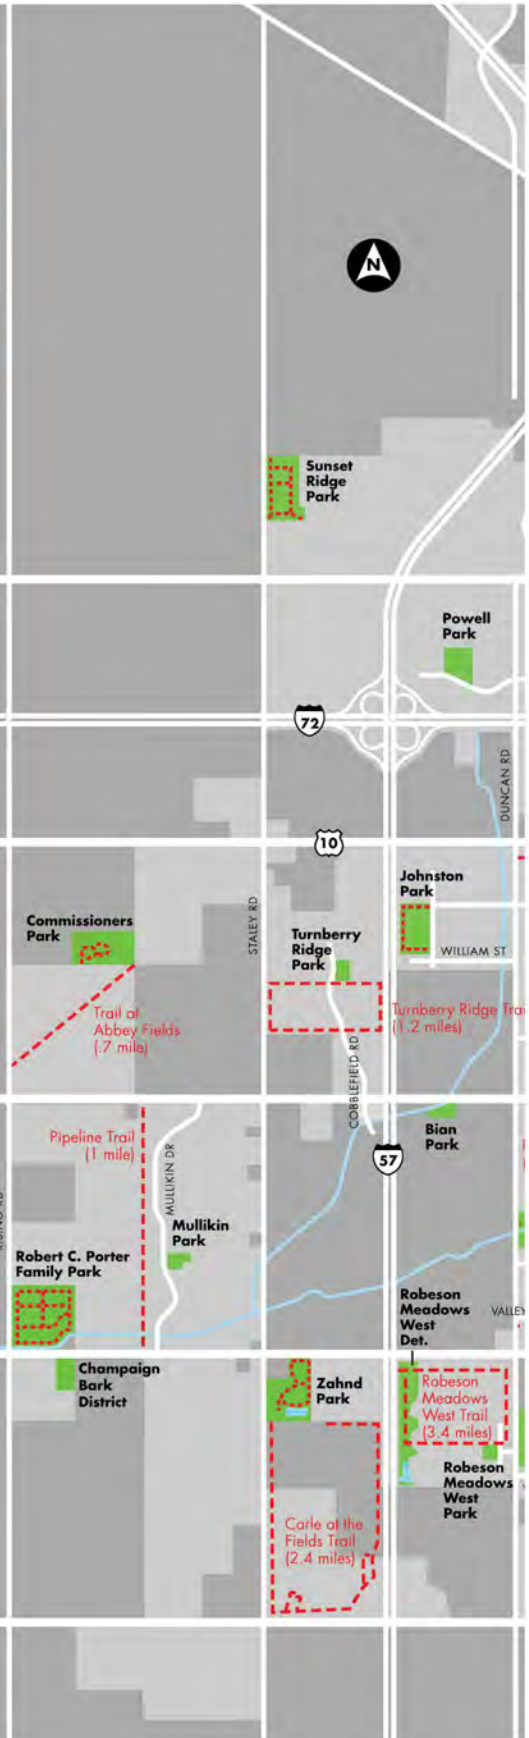 N
Sunset
Ridge
Park
Powell
Park
72
DUNCAN RD
10
Johnston
Park
Commissioners
Park
STALEY RD
Turnberry
Ridge
Park
WILLIAM ST
Trail at
Abbey Fields
(.7 mile)
Turnberry Ridge Trai
(1.2 miles)
COBBLEFIELD RD
Pipeline Trail
(1 mile)
Bian
Park
57
MULLIKIN DR
Mullikin
Park
Robert C. Porter
Family Park
Robeson
Meadows
West
Det.
VALLEY
Champaign
Bark
District
Zahnd
Park
Robeson
Meadows
West Trail
(3.4 miles)
Robeson
Meadows
West
Park
Carle at the
Fields Trail
(2.4 miles)